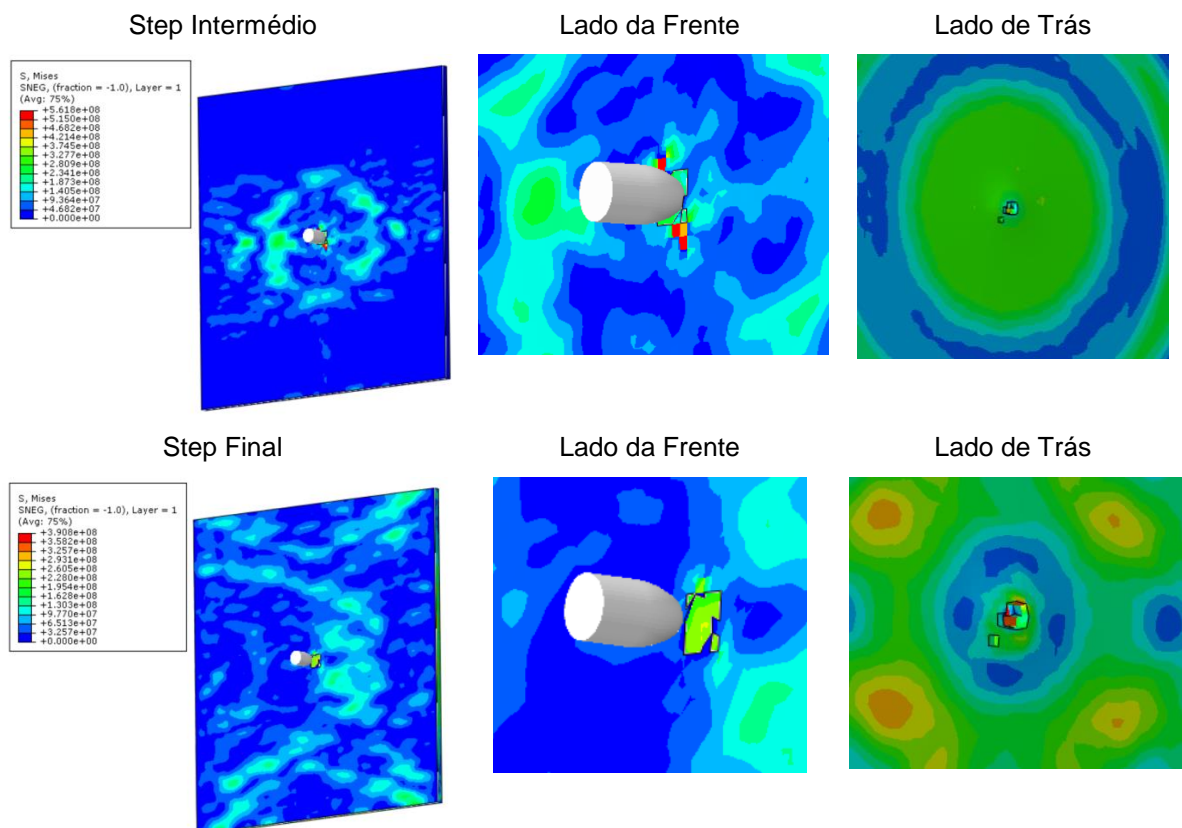 Step Intermédio
Lado da Frente
Lado de Trás
S, Mises
SNEG, (fraction = -1.0), Layer = 1
(Avg: 75%)
+5.618e+08
+5.150e+08
+4.682e+08
+4.214e+08
+3.745e+08
+3.277e+08
+2.809e+08
+2.341e+08
+1.873e+08
+1.405e+08
+9.364e+07
+4.682e+07
+0.000e+00
Step Final
Lado da Frente
Lado de Trás
S, Mises
SNEG, (fraction = -1.0), Layer = 1
(Avg: 75%)
+3.908e+08
+3.582e+08
+3.257e+08
+2.931e+08
+2.605e+08
+2.280e+08
+1.954e+08
+1.628e+08
+1.303e+08
+9.770e+07
+6.513e+07
+3.257e+07
+0.000e+00